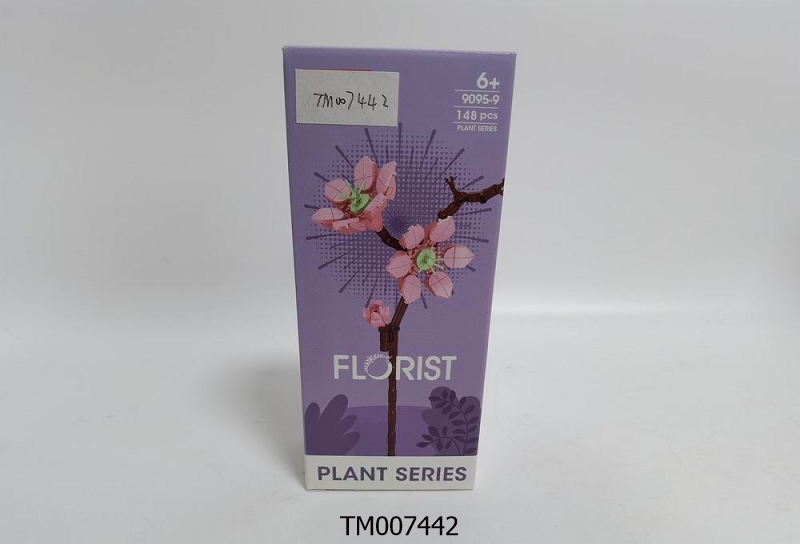 TM007442
6+
9095-9
148 pcs
PLANT SERIES
FLORIST
PLANT SERIES
TM007442